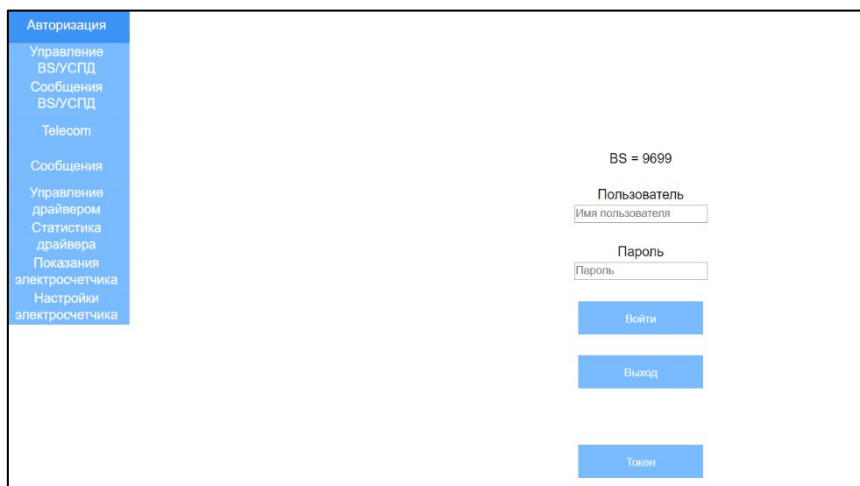 Авторизация
Управление
BS/УСПД
Сообщения
BS/УСПД
Telecom
Сообщения
Управление
драйвером
Статистика
драйвера
Показания
электросчетчика
Настройки
электросчетчика
BS = 9699
Пользователь
Имя пользователя
Пароль
Пароль
Войти
Выход
Токен